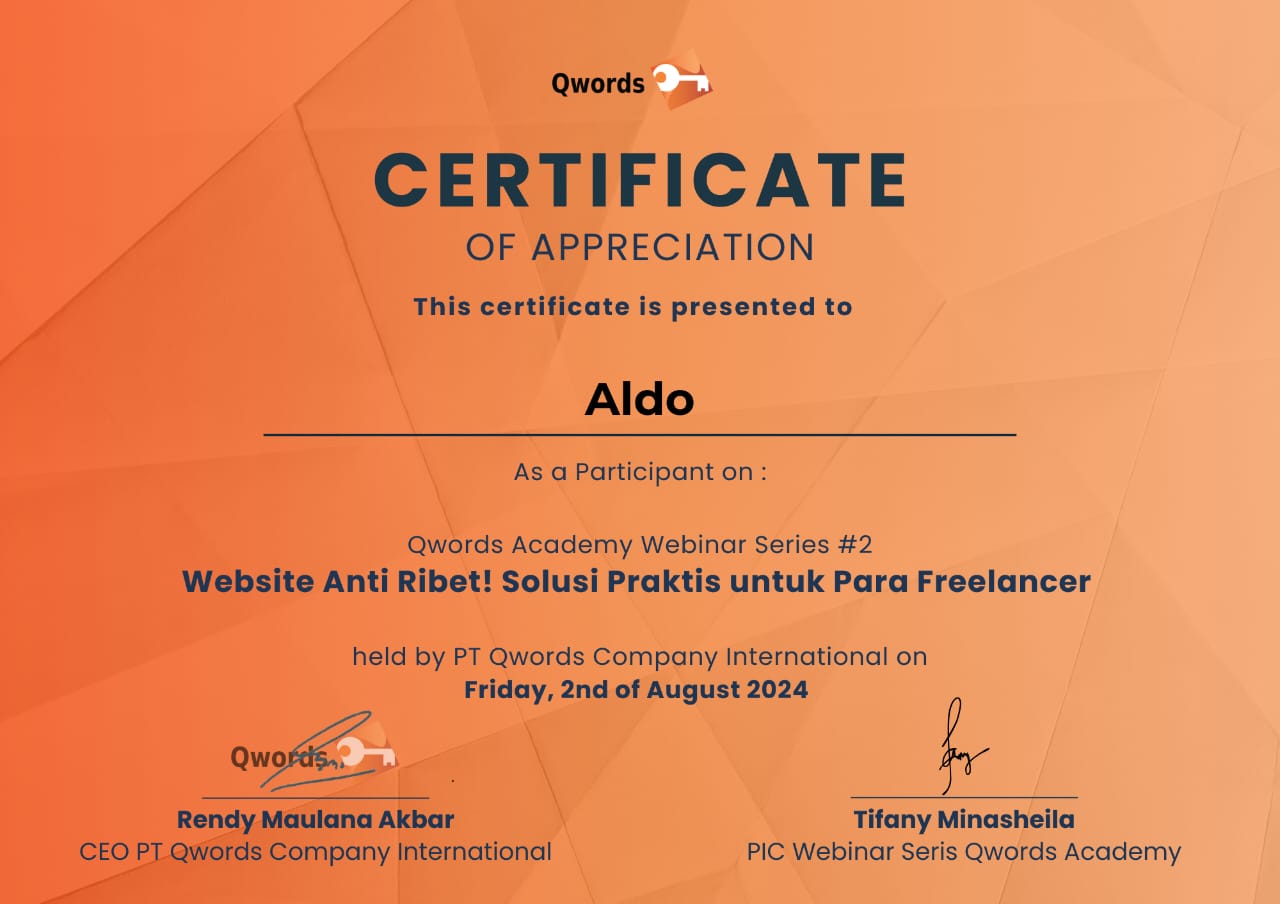 Qwords
CERTIFICATE
OF APPRECIATION
This certificate is presented to
Aldo
As a Participant on :
Qwords Academy Webinar Series #2
Website Anti Ribet! Solusi Praktis untuk Para Freelancer
held by PT Qwords Company International on
Friday, 2nd of August 2024
Qwords
Rendy Maulana Akbar
CEO PT Qwords Company International
Tifany Minasheila
PIC Webinar Seris Qwords Academy